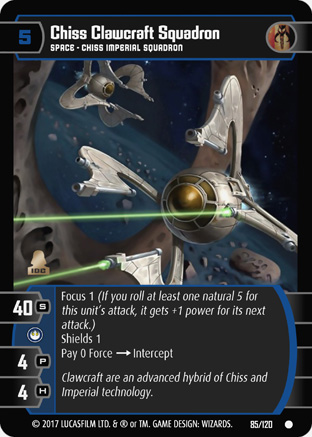 5
Chiss Clawcraft Squadron
SPACE - CHISS IMPERIAL SQUADRON
IDC
40 S
Focus 1 (If you roll at least one natural 5 for
this unit's attack, it gets +1 power for its next
attack.)
Shields 1
4 P
Pay 0 Force → Intercept
4 H
Clawcraft are an advanced hybrid of Chiss and
Imperial technology.
© 2017 LUCASFILM LTD. & ® or TM. GAME DESIGN: WIZARDS.
85/120